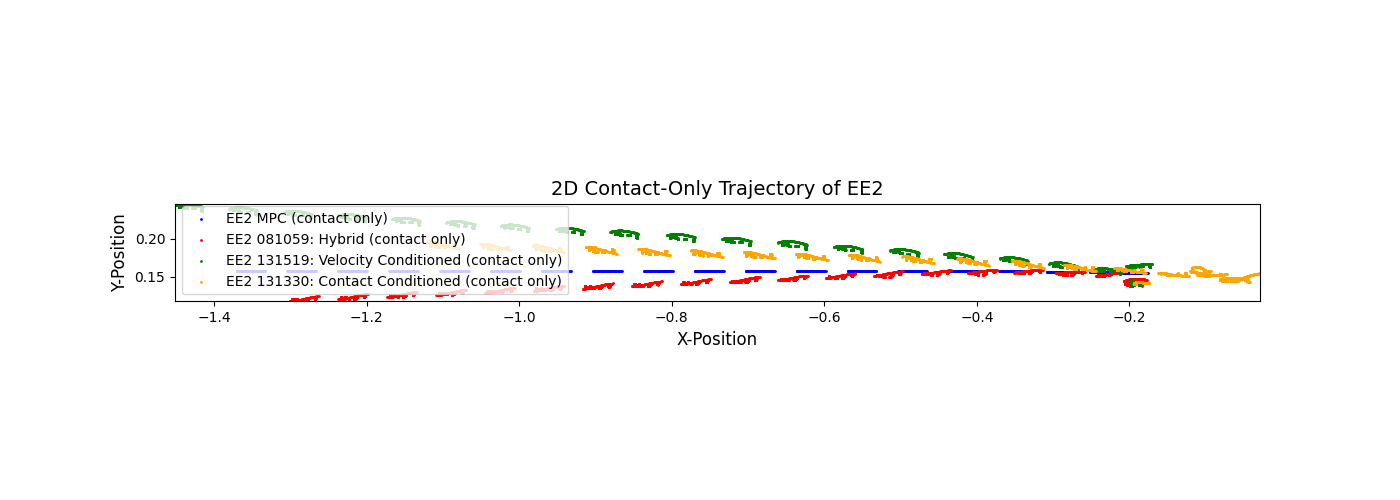 2D Contact-Only Trajectory of EE2
Y-Position
0.20
0.15
EE2 MPC (contact only)
EE2 081059: Hybrid (contact only)
EE2 131519: Velocity Conditioned (contact only)
EE2 131330: Contact Conditioned (contact only)
−1.4 −1.2 −1.0 −0.8 −0.6 −0.4 −0.2
X-Position